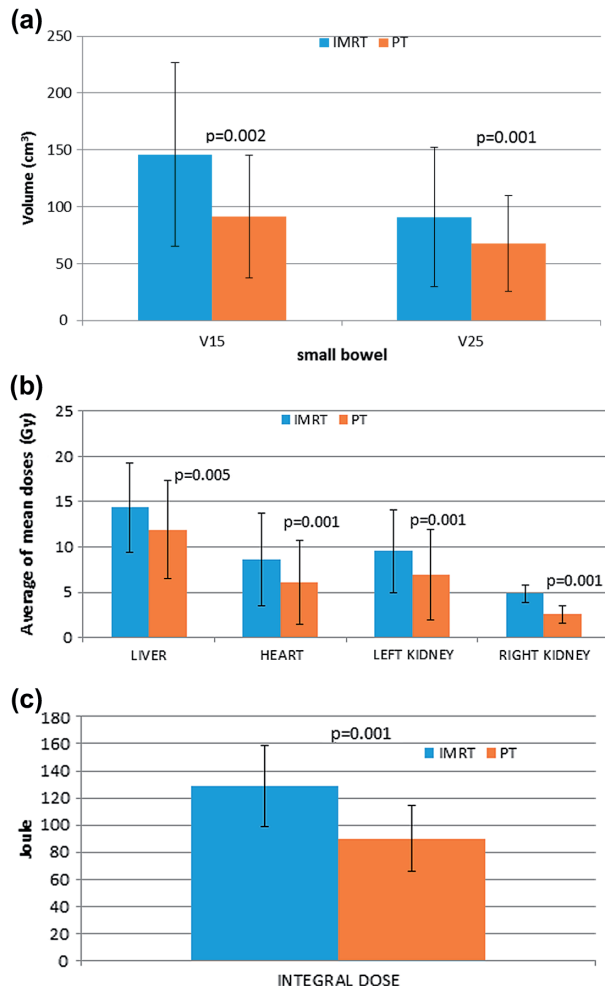 (a)
250
IMRT PT
200
p=0.002 p=0.001
150
Volume (cm³)
100
50
0
V15 V25
small bowel
(b)
25
IMRT PT
20
p=0.005
15
p=0.001 p=0.001
Average of mean doses (Gy)
10
p=0.001
5
0
LIVER HEART LEFT KIDNEY RIGHT KIDNEY
(c)
180
p=0.001
160
IMRT PT
140
120
100
Joule
80
60
40
20
0
INTEGRAL DOSE